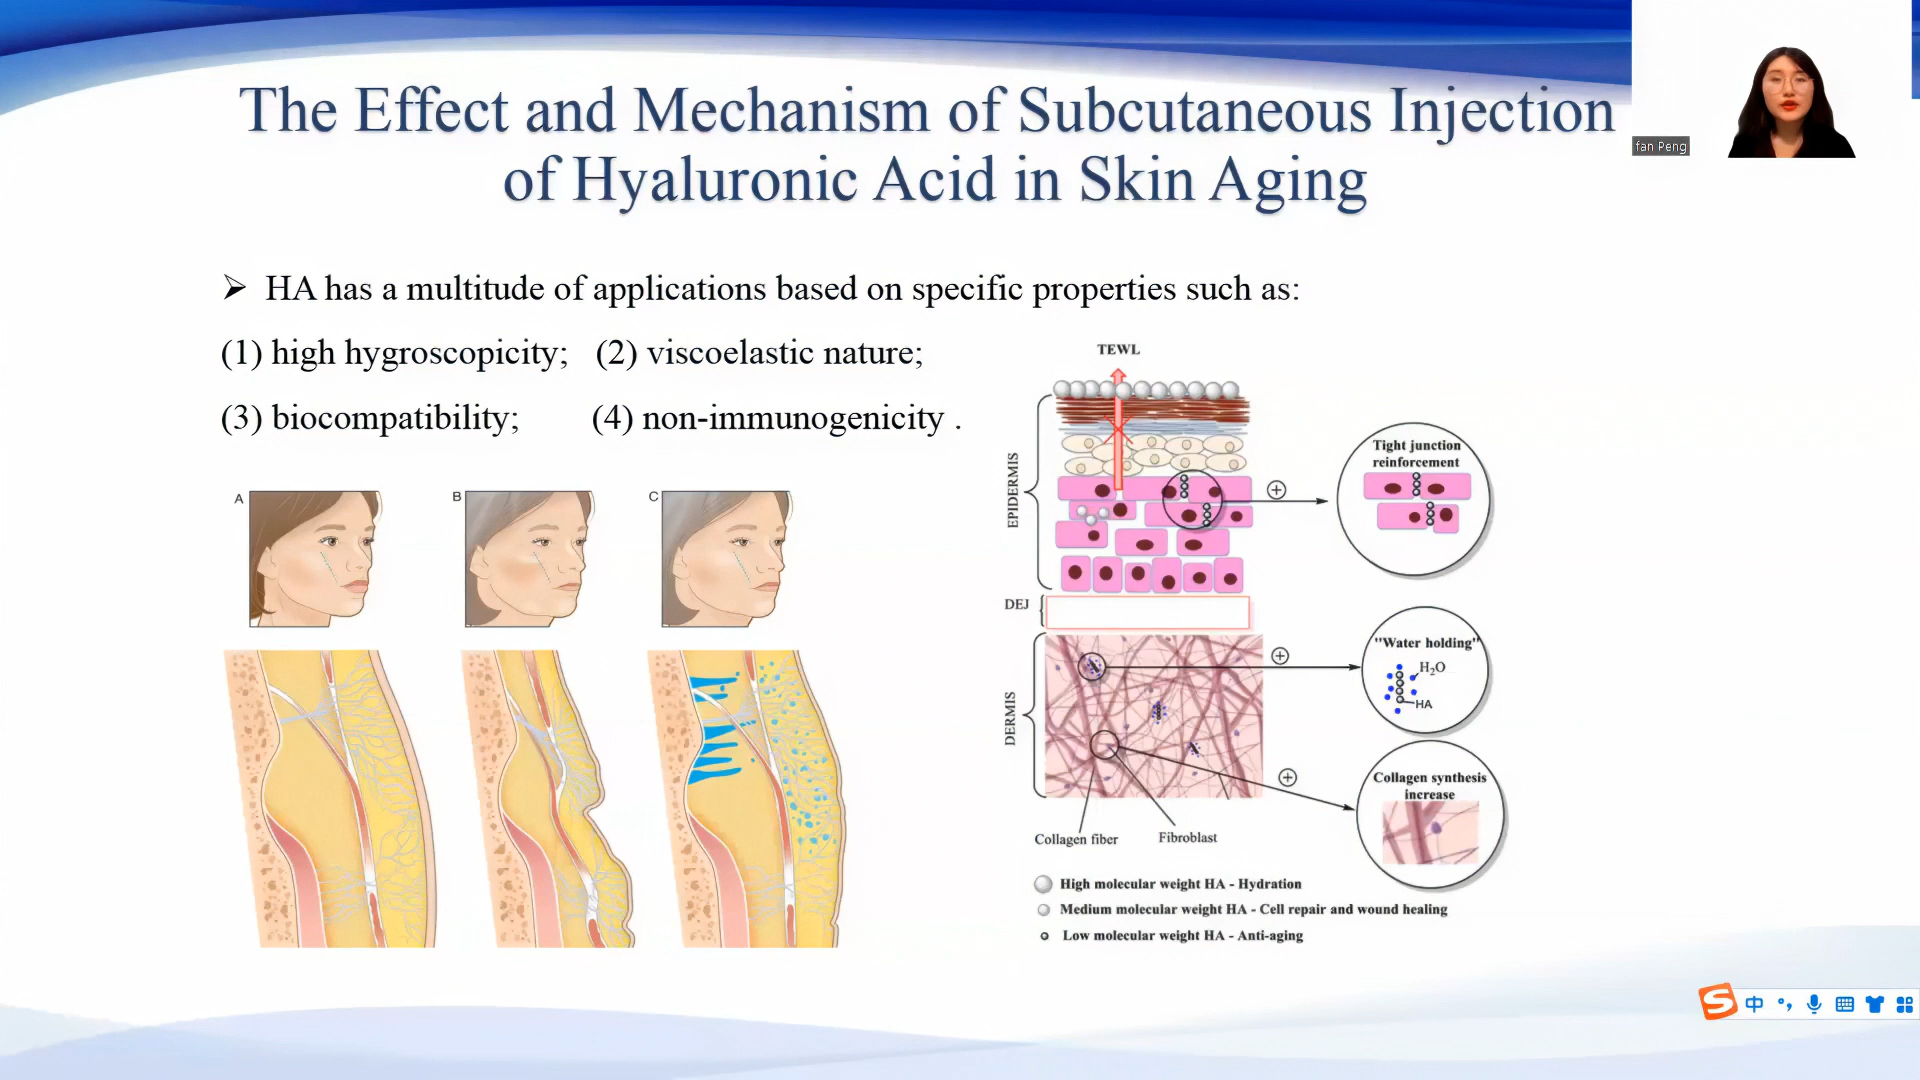 The Effect and Mechanism of Subcutaneous Injection
of Hyaluronic Acid in Skin Aging
fan Peng
➢ HA has a multitude of applications based on specific properties such as:
(1) high hygroscopicity; (2) viscoelastic nature;
(3) biocompatibility; (4) non-immunogenicity .
A
B
C
TEWL
EPIDERMIS
Tight junction
reinforcement
DEJ
DERMIS
"Water holding"
H₂O
HA
Collagen synthesis
increase
Collagen fiber
Fibroblast
High molecular weight HA - Hydration
Medium molecular weight HA - Cell repair and wound healing
Low molecular weight HA - Anti-aging
S 中 °,